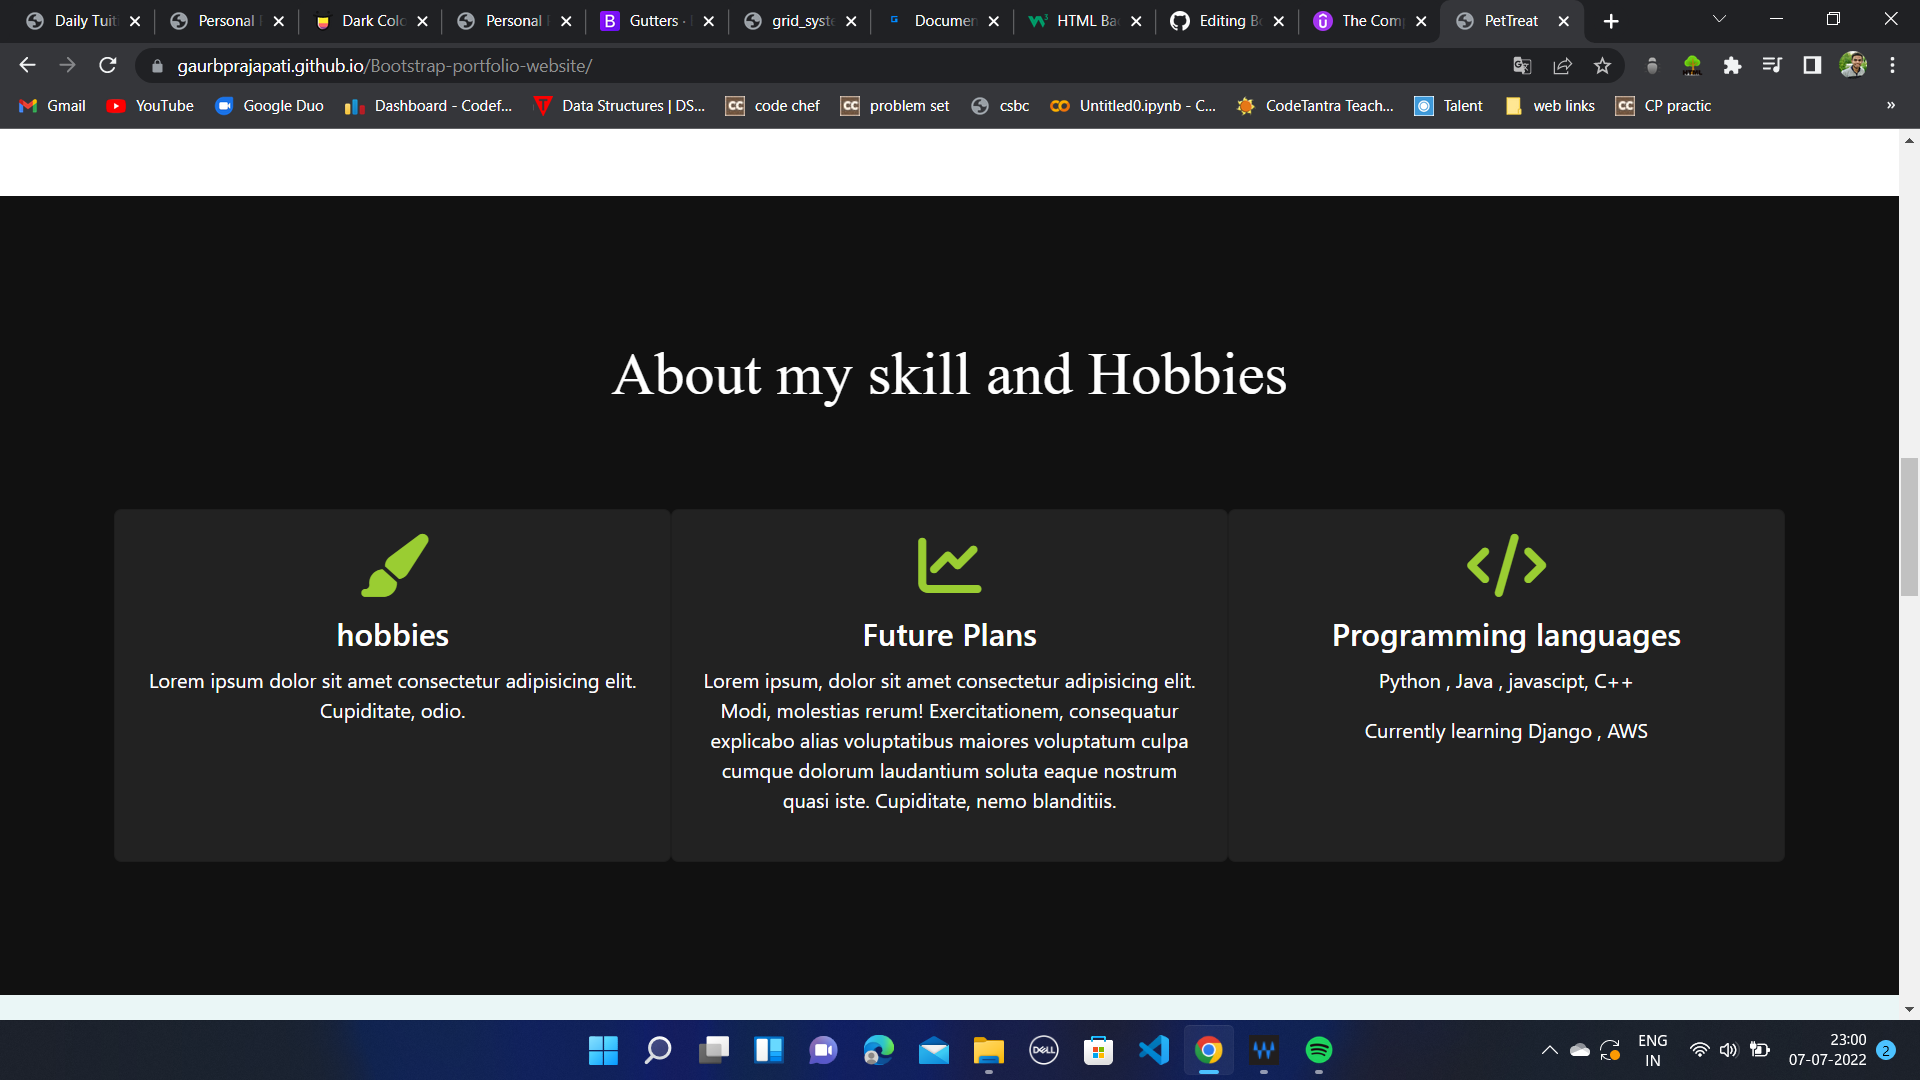 Daily Tuit
Personal
Dark Colo
Personal
Gutters ·
grid_syste
Documen
HTML Ba
Editing B
The Com
PetTreat
gaurbprajapati.github.io/Bootstrap-portfolio-website/
Gmail
YouTube
Google Duo
Dashboard - Codef...
Data Structures | DS...
code chef
problem set
csbc
Untitled0.ipynb - C...
CodeTantra Teach...
Talent
web links
CP practic
»
About my skill and Hobbies
hobbies
Lorem ipsum dolor sit amet consectetur adipisicing elit.
Cupiditate, odio.
Future Plans
Lorem ipsum, dolor sit amet consectetur adipisicing elit.
Modi, molestias rerum! Exercitationem, consequatur
explicabo alias voluptatibus maiores voluptatum culpa
cumque dolorum laudantium soluta eaque nostrum
quasi iste. Cupiditate, nemo blanditiis.
Programming languages
Python , Java , javascipt, C++
Currently learning Django , AWS
DELL
ENG
IN
23:00
07-07-2022
2